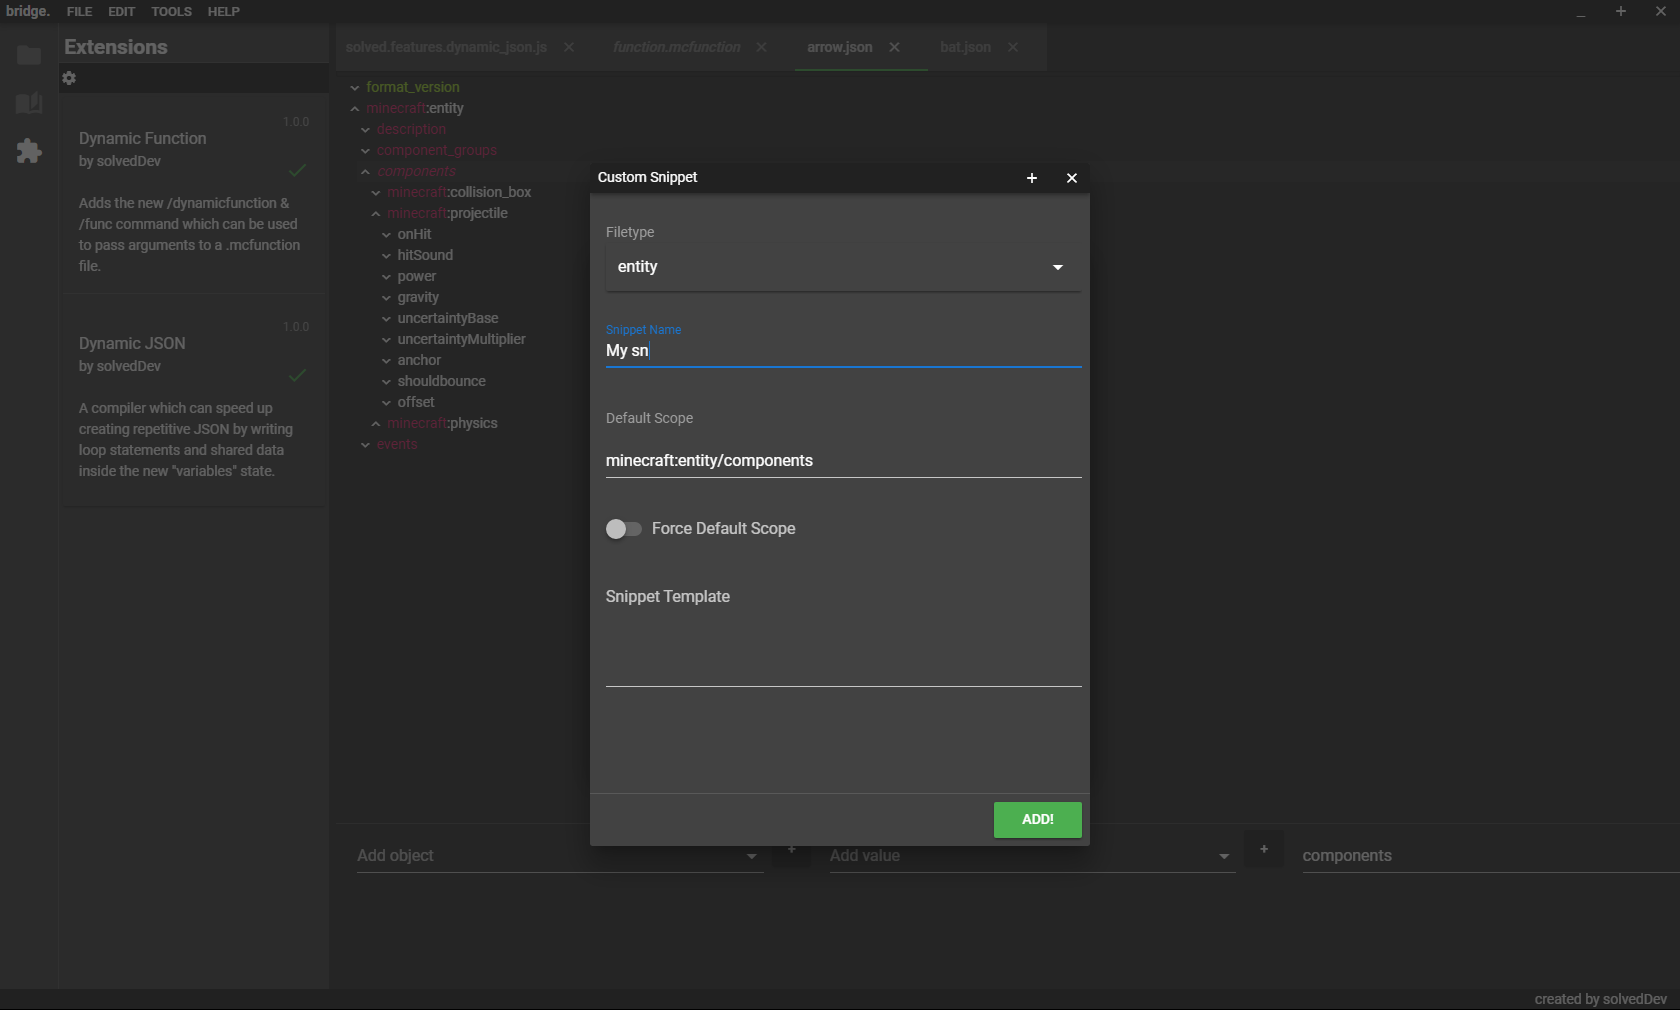 bridge. FILE EDIT TOOLS HELP
Extensions
1.0.0
Dynamic Function
by solvedDev
Adds the new /dynamicfunction &
/func command which can be used
to pass arguments to a .mcfunction
file.
1.0.0
Dynamic JSON
by solvedDev
A compiler which can speed up
creating repetitive JSON by writing
loop statements and shared data
inside the new "variables" state.
solved.features.dynamic_json.js function.mcfunction arrow.json bat.json
format_version
minecraft:entity
description
component_groups
components
minecraft:collision_box
minecraft:projectile
onHit
hitSound
power
gravity
uncertaintyBase
uncertaintyMultiplier
anchor
shouldbounce
offset
minecraft:physics
events
Custom Snippet
Filetype
entity
Snippet Name
My sn
Default Scope
minecraft:entity/components
Force Default Scope
Snippet Template
ADD!
Add object + Add value + components
created by solvedDev